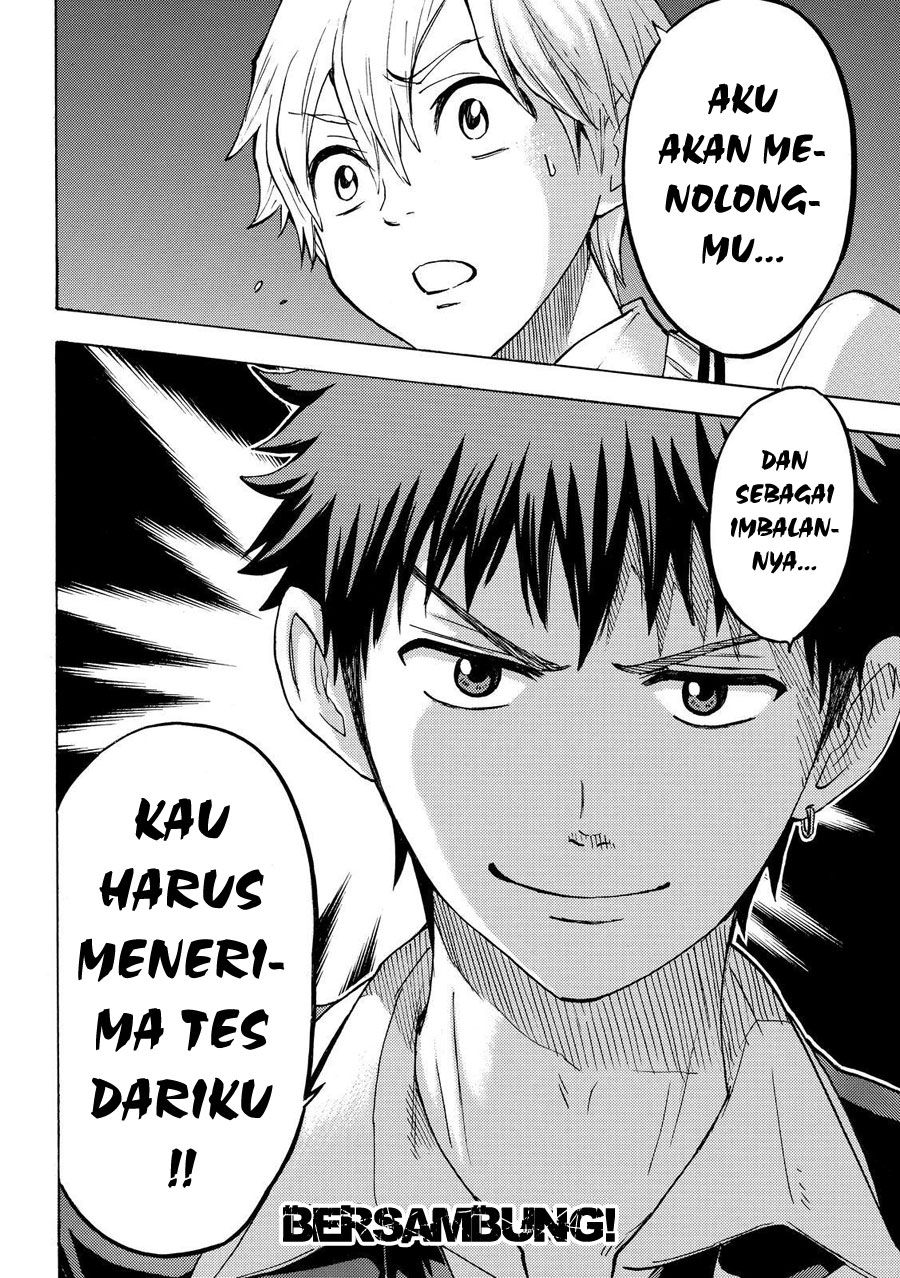 AKU
AKAN ME-
NOLONG-
MU...
DAN
SEBAGAI
IMBALAN-
NYA...
KAU
HARUS
MENERI-
MA TES
DARIKU
!!
BERSAMBUNG!